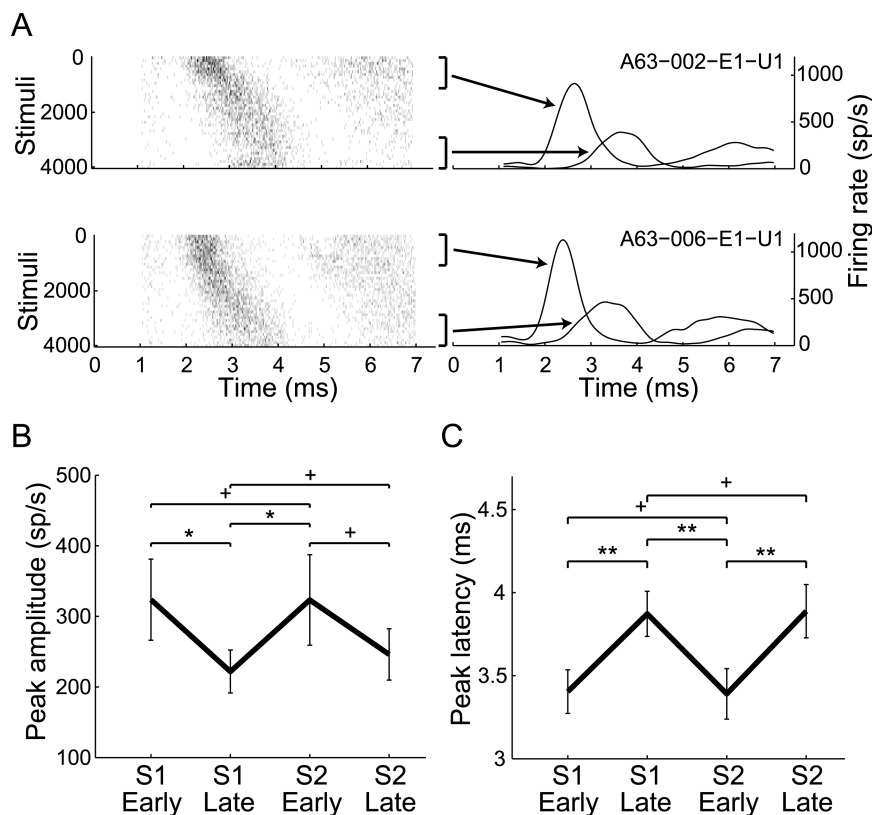 A
Stimuli
0
2000
4000
A63−002−E1−U1
1000
500
0
Stimuli
0
2000
4000
A63−006−E1−U1
1000
500
0
Firing rate (sp/s)
0 1 2 3 4 5 6 7
Time (ms)
0 1 2 3 4 5 6 7
Time (ms)
B
Peak amplitude (sp/s)
500
400
300
200
100
+
+
*
*
+
S1 Early
S1 Late
S2 Early
S2 Late
C
Peak latency (ms)
4.5
4
3.5
3
+
+
**
**
**
S1 Early
S1 Late
S2 Early
S2 Late